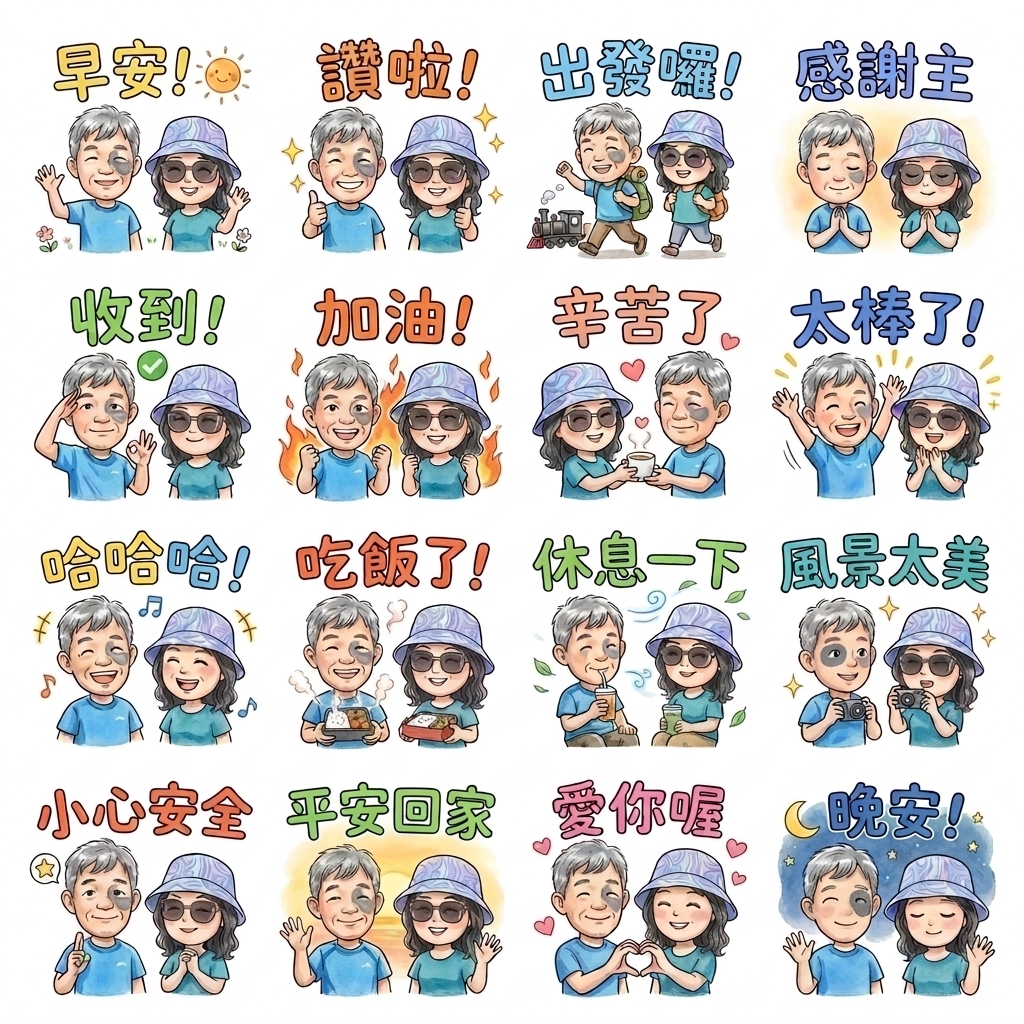 早安!
讚啦!
出發囉!
感謝主
收到!
加油!
辛苦了
太棒了!
哈哈哈!
吃飯了!
休息一下
風景太美
小心安全
平安回家
愛你喔
晚安!